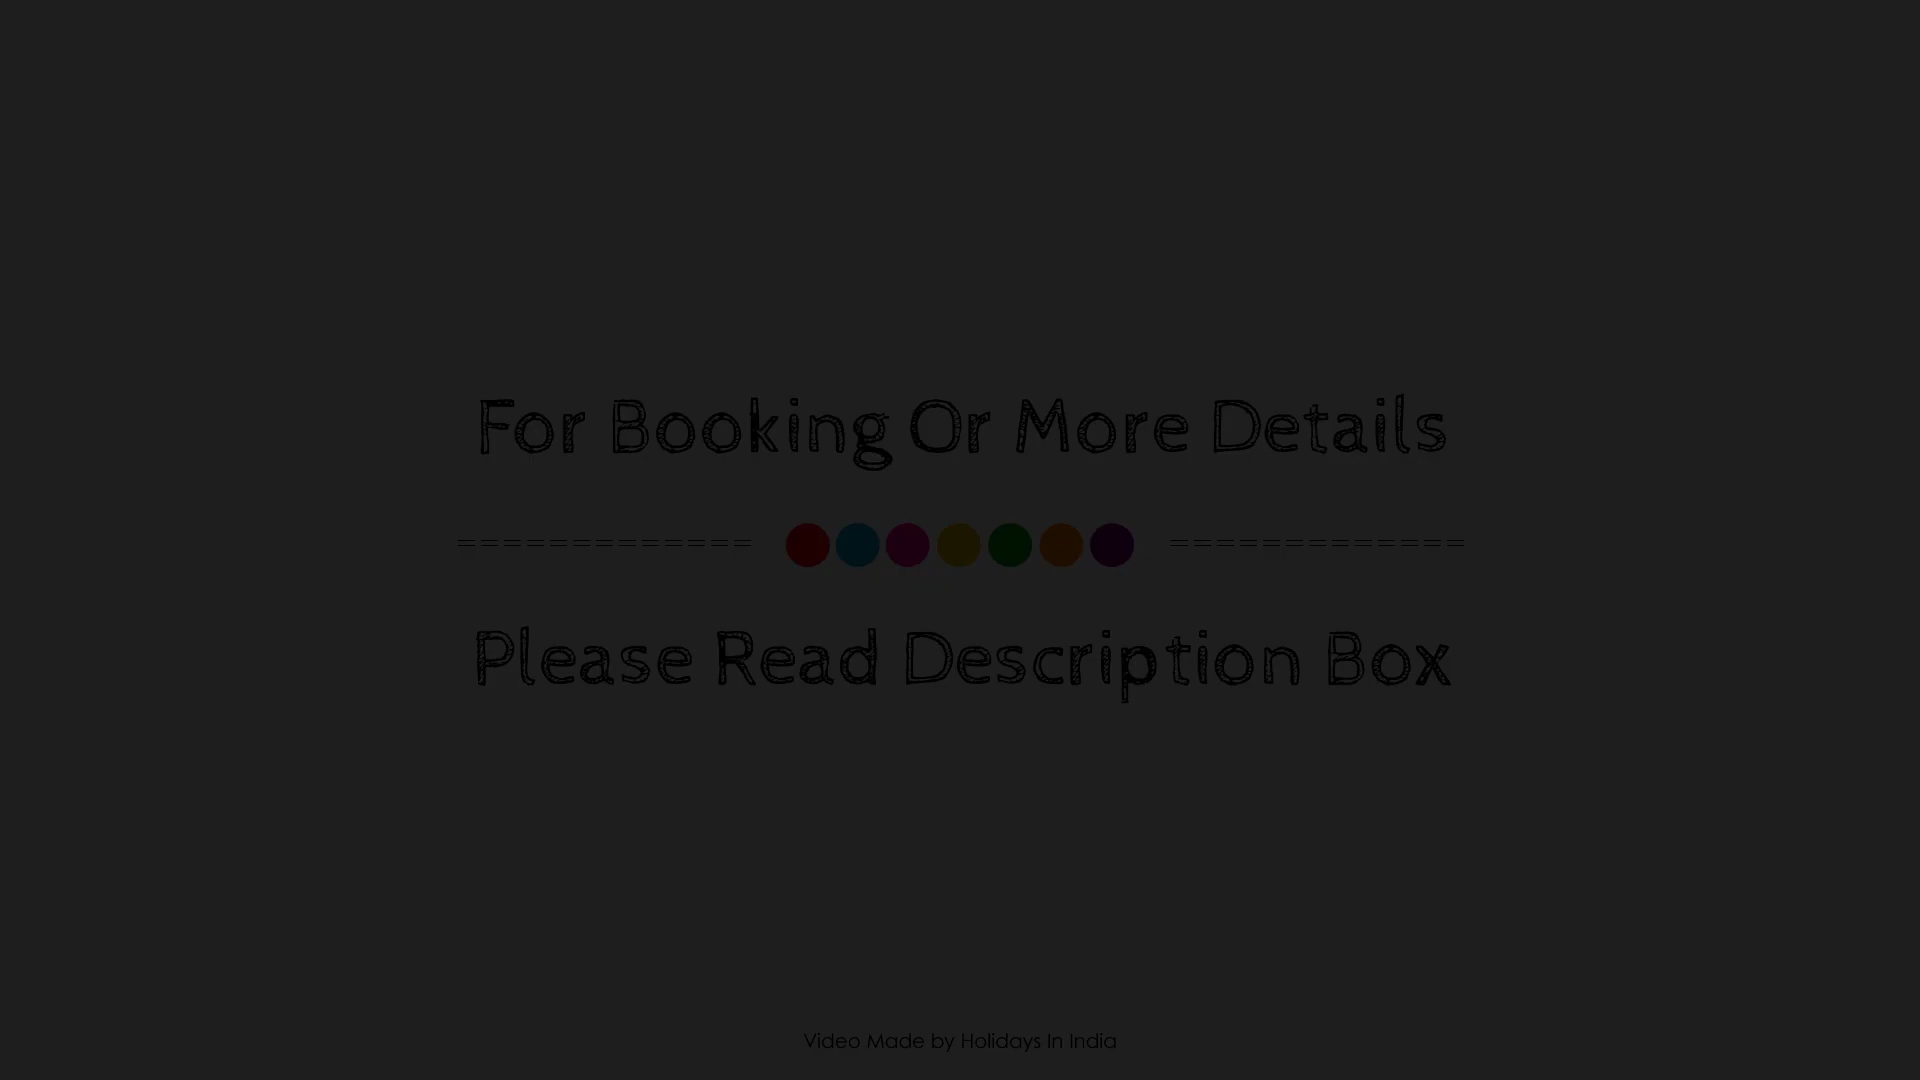 For Booking Or More Details
============= =============
Please Read Description Box
Video Made by Holidays In India